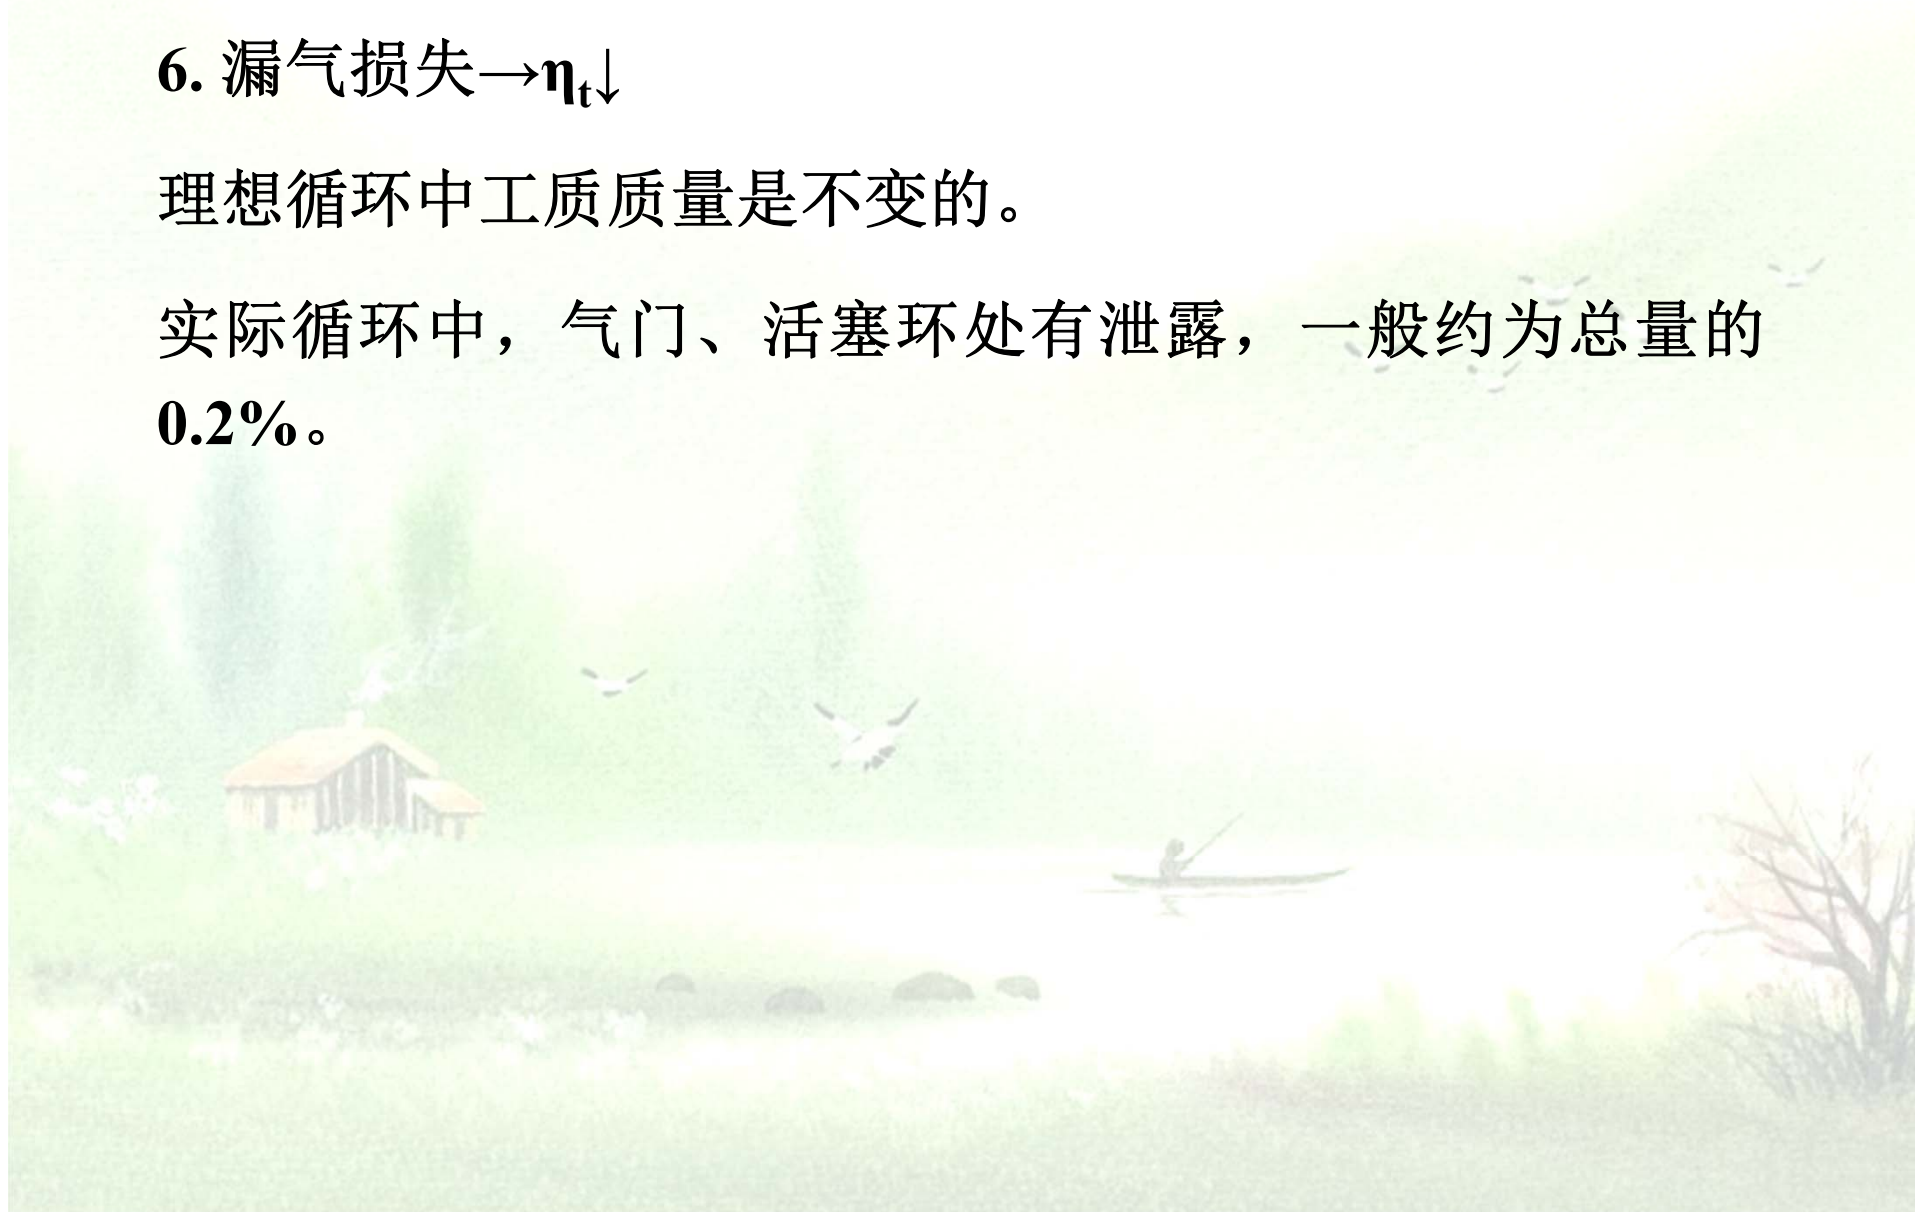 6. 漏气损失→ηt↓
理想循环中工质质量是不变的。
实际循环中，气门、活塞环处有泄露，一般约为总量的
0.2%。